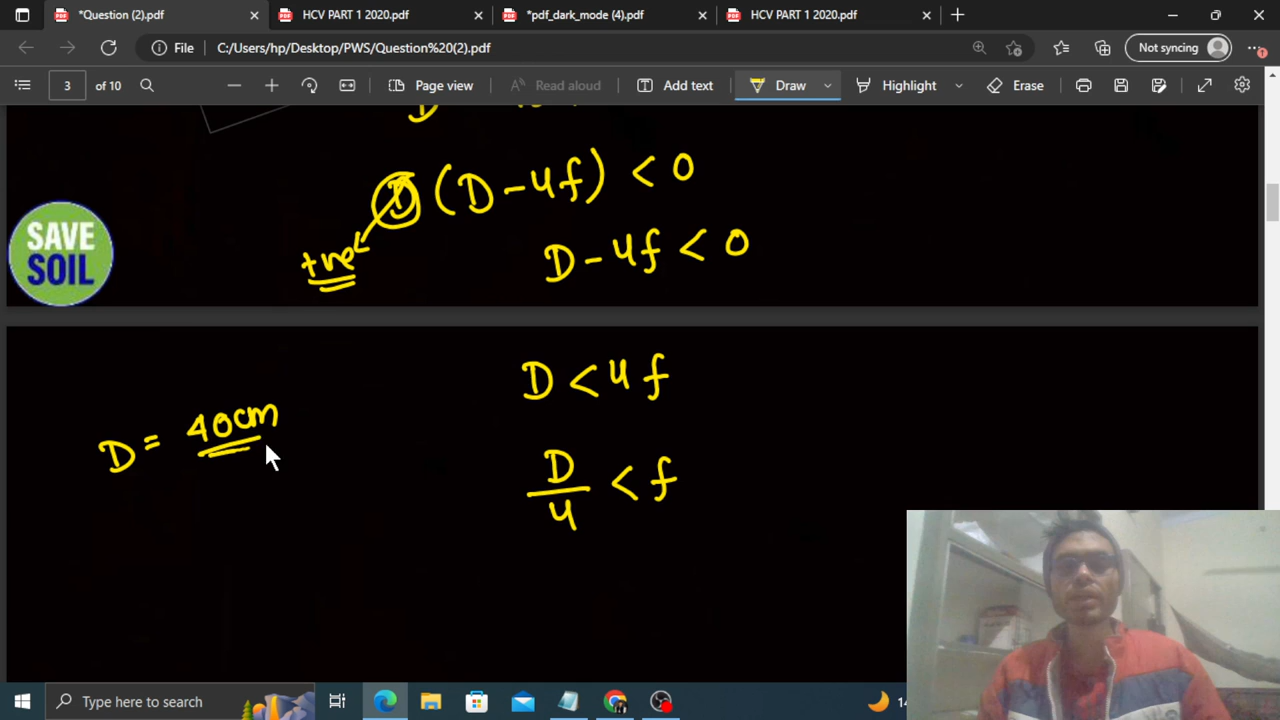 *Question (2).pdf
HCV PART 1 2020.pdf
*pdf_dark_mode (4).pdf
HCV PART 1 2020.pdf
File C:/Users/hp/Desktop/PWS/Question%20(2).pdf
Not syncing
3 of 10
Page view
Read aloud
Add text
Draw
Highlight
Erase
D (D-4f) < 0
+ve
D-4f < 0
SAVE
SOIL
D < 4f
D = 40cm
D/4 < f
Type here to search